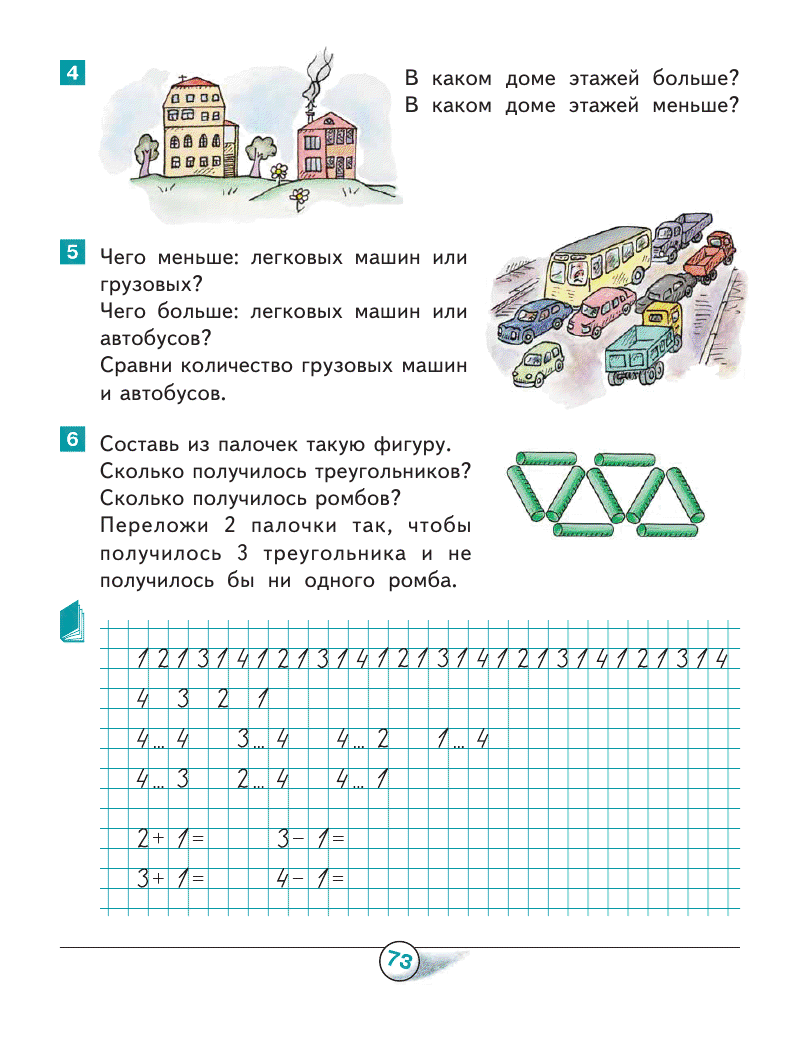 4
В каком доме этажей больше?
В каком доме этажей меньше?
5
Чего меньше: легковых машин или
грузовых?
Чего больше: легковых машин или
автобусов?
Сравни количество грузовых машин
и автобусов.
6
Составь из палочек такую фигуру.
Сколько получилось треугольников?
Сколько получилось ромбов?
Переложи 2 палочки так, чтобы
получилось 3 треугольника и не
получилось бы ни одного ромба.
1 2 1 3 1 4 1 2 1 3 1 4 1 2 1 3 1 4 1 2 1 3 1 4 1 2 1 3 1 4
4 3 2 1
4 ... 4 3 ... 4 4 ... 2 1 ... 4
4 ... 3 2 ... 4 4 ... 1
2 + 1 = 3 − 1 =
3 + 1 = 4 − 1 =
73